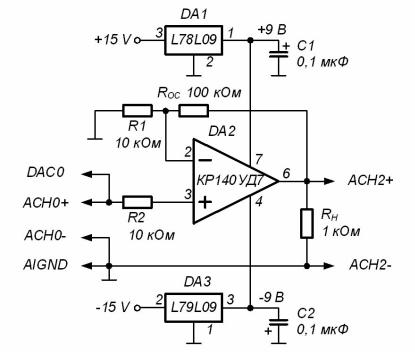 DA1
+15 V 3 L78L09 1 +9 В
2
C1
0,1 мкФ
+
Rос 100 кОм
R1
10 кОм
DA2
2 − 7
КР140УД7 6 ACH2+
DAC0
ACH0+ 3 + 4
R2
10 кОм
Rн
1 кОм
ACH0-
AIGND ACH2-
DA3
-15 V 2 L79L09 3 -9 В
1
C2
0,1 мкФ
+